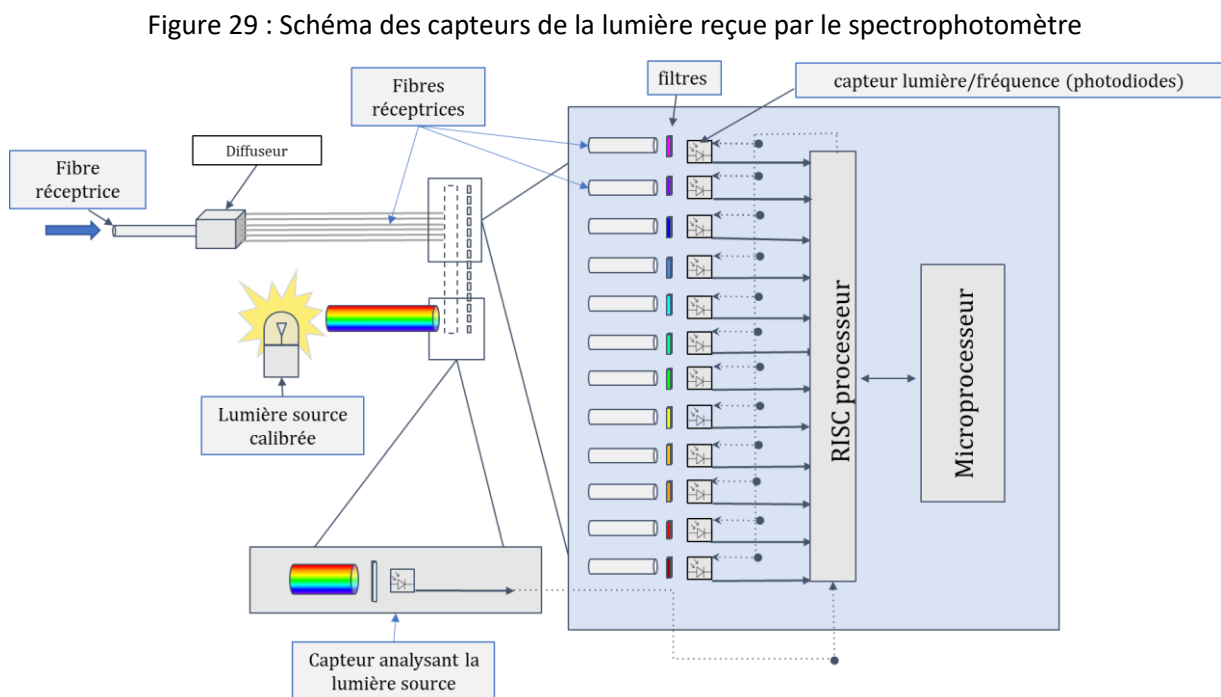 Figure 29 : Schéma des capteurs de la lumière reçue par le spectrophotomètre
filtres
capteur lumière/fréquence (photodiodes)
Fibres
réceptrices
Diffuseur
Fibre
réceptrice
Lumière source
calibrée
RISC processeur
Microprocesseur
Capteur analysant la
lumière source